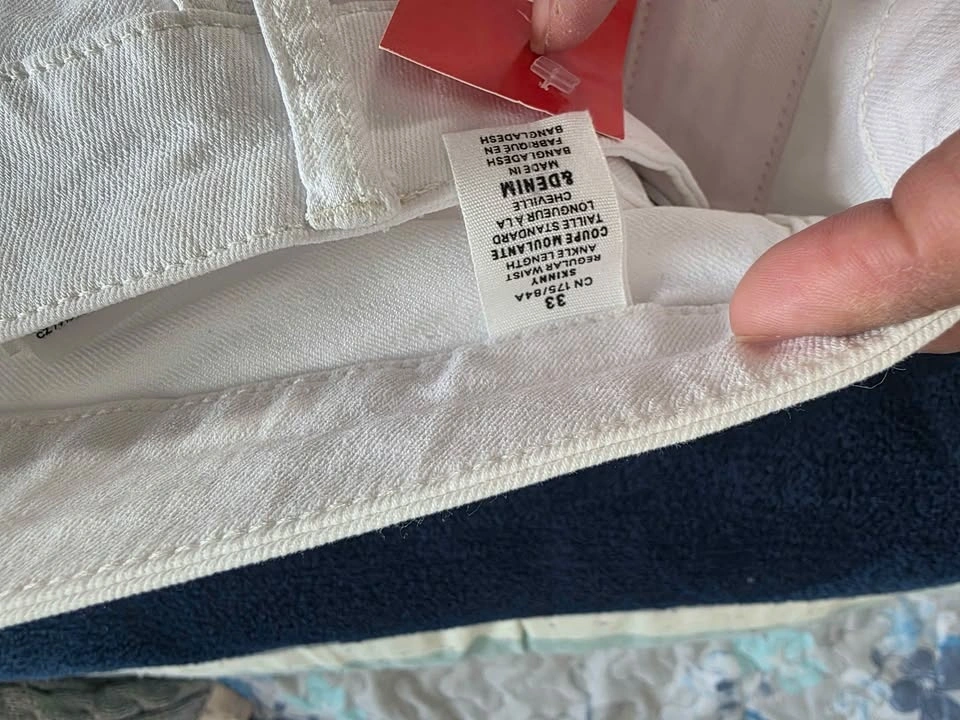 33
CN 175/84A
SKINNY
REGULAR WAIST
ANKLE LENGTH
COUPE MOULANTE
TAILLE STANDARD
LONGUEUR À LA
CHEVILLE
&DENIM
MADE IN
BANGLADESH
FABRIQUÉ EN
BANGLADESH